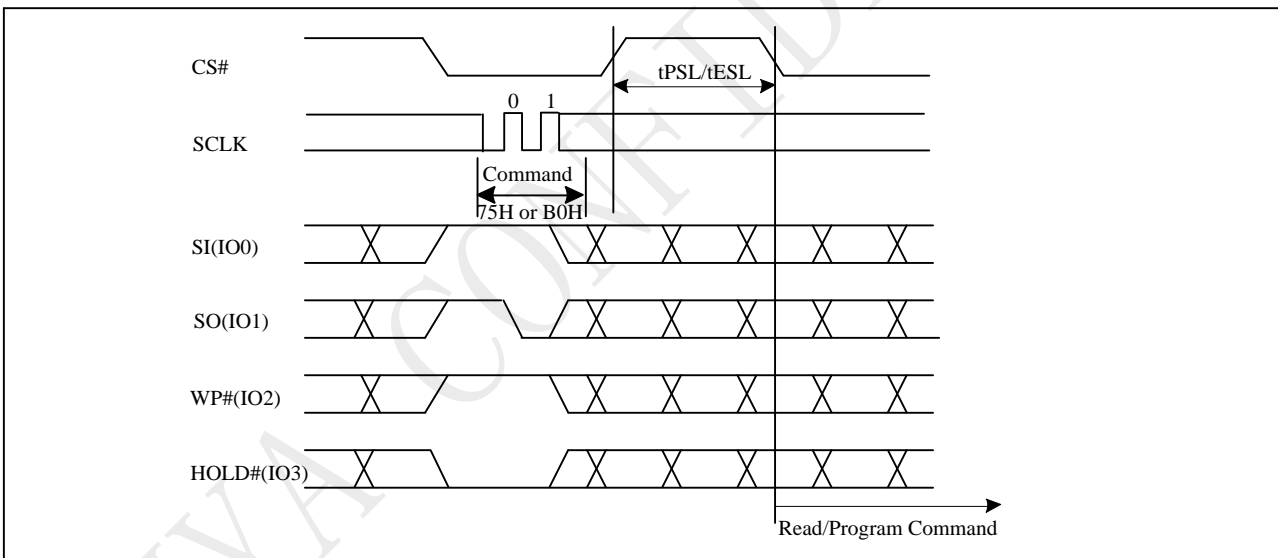 CS#
tPSL/tESL
0 1
SCLK
Command
75H or B0H
SI(IO0)
SO(IO1)
WP#(IO2)
HOLD#(IO3)
Read/Program Command